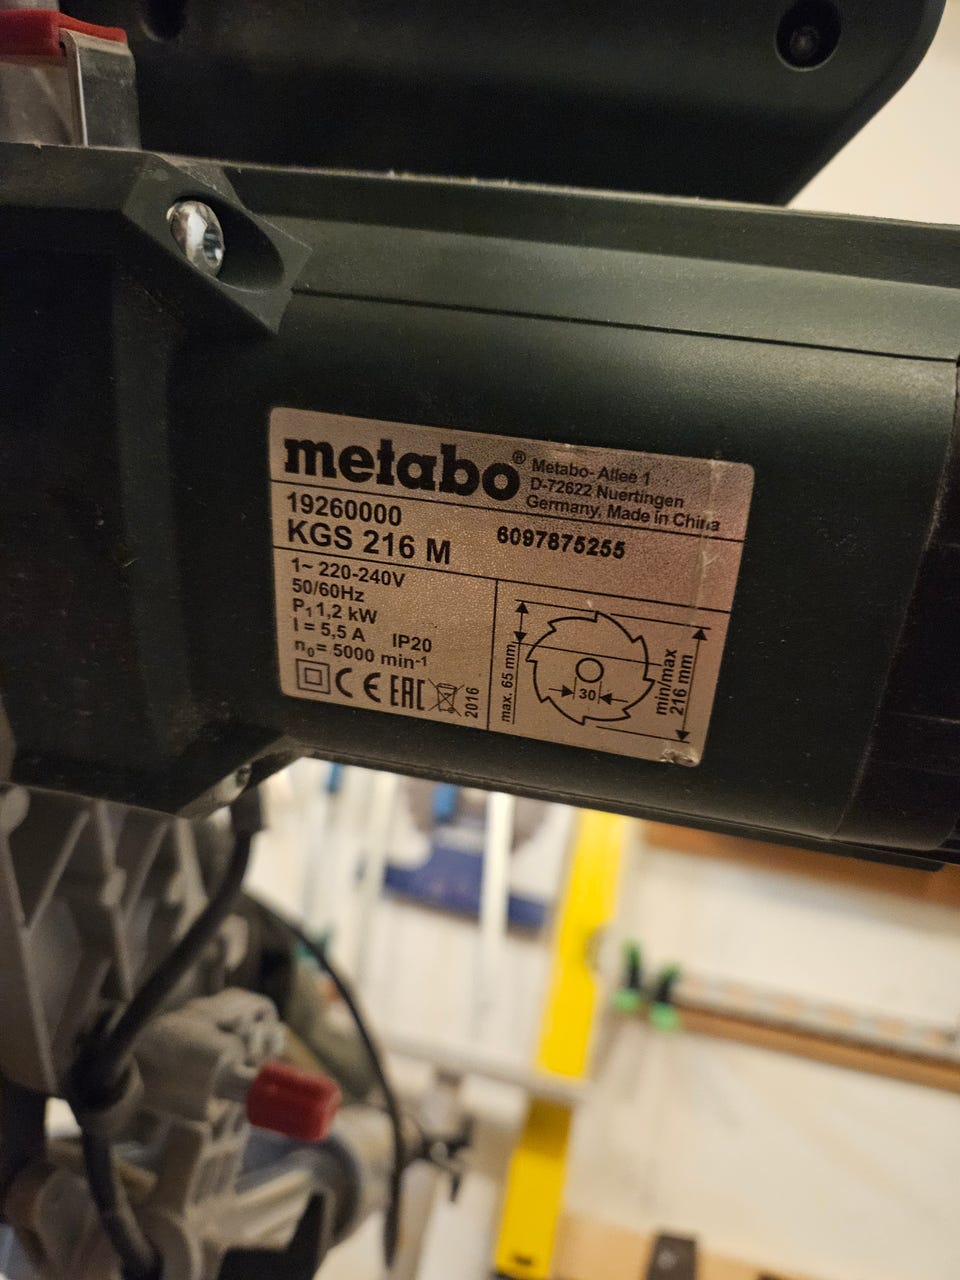 metabo® Metabo-Allee 1
D-72622 Nuertingen
Germany, Made in China
19260000
KGS 216 M 6097875255
1~ 220-240V
50/60Hz
P₁ 1,2 kW
I = 5,5 A IP20
n₀= 5000 min⁻¹
CE EAC 2016
max. 65 mm
30
min/max
216 mm